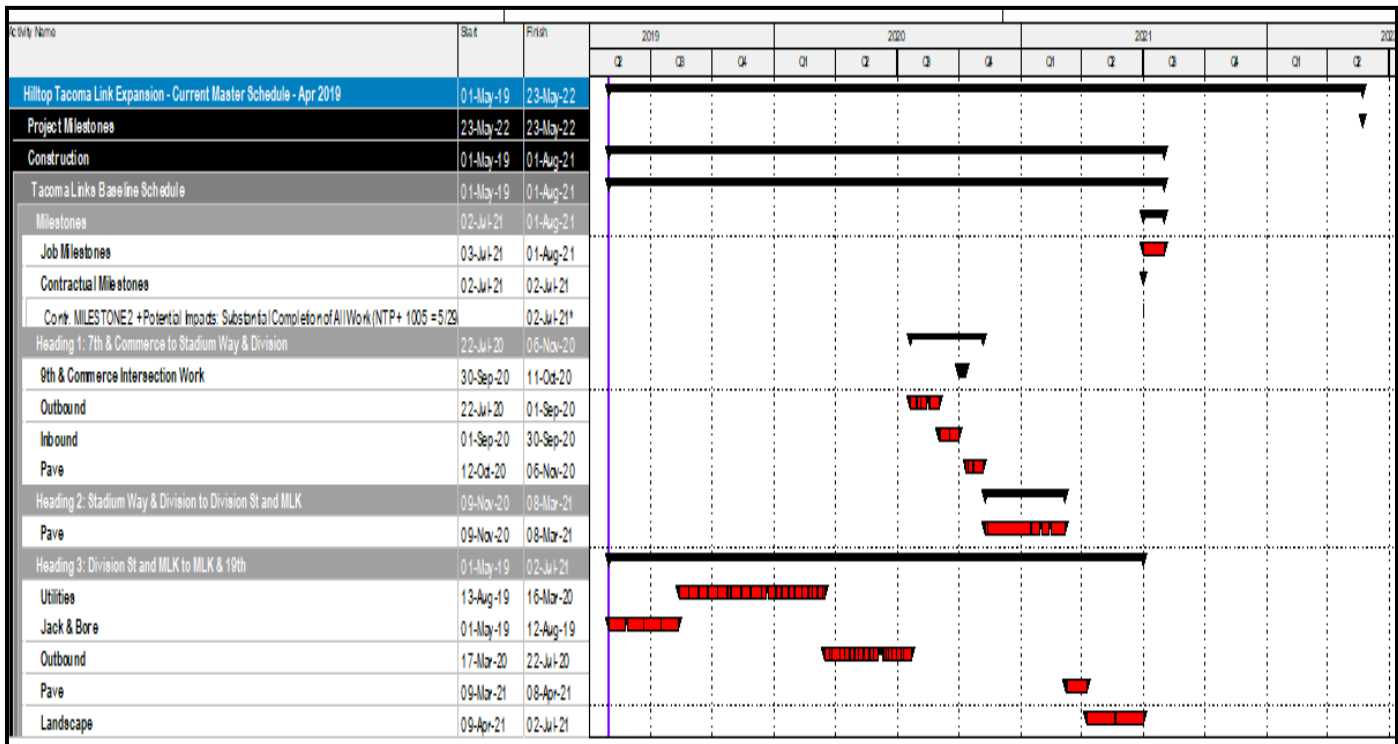 Activity Name Start Finish 2019 2020 2021 202
Q2 Q3 Q4 Q1 Q2 Q3 Q4 Q1 Q2 Q3 Q4 Q1 Q2
Hilltop Tacoma Link Expansion - Current Master Schedule - Apr 2019 01-May-19 23-May-22
Project Milestones 23-May-22 23-May-22
Construction 01-May-19 01-Aug-21
Tacoma Links Baseline Schedule 01-May-19 01-Aug-21
Milestones 02-Jul-21 01-Aug-21
Job Milestones 03-Jul-21 01-Aug-21
Contractual Milestones 02-Jul-21 02-Jul-21
Contr. MILESTONE 2 + Potential Impacts: Substantial Completion of All Work (NTP + 1005 = 5/29 02-Jul-21*
Heading 1: 7th & Commerce to Stadium Way & Division 22-Jul-20 06-Nov-20
9th & Commerce Intersection Work 30-Sep-20 11-Oct-20
Outbound 22-Jul-20 01-Sep-20
Inbound 01-Sep-20 30-Sep-20
Pave 12-Oct-20 06-Nov-20
Heading 2: Stadium Way & Division to Division St and MLK 09-Nov-20 08-Mar-21
Pave 09-Nov-20 08-Mar-21
Heading 3: Division St and MLK to MLK & 19th 01-May-19 02-Jul-21
Utilities 13-Aug-19 16-Mar-20
Jack & Bore 01-May-19 12-Aug-19
Outbound 17-Mar-20 22-Jul-20
Pave 09-Mar-21 08-Apr-21
Landscape 09-Apr-21 02-Jul-21